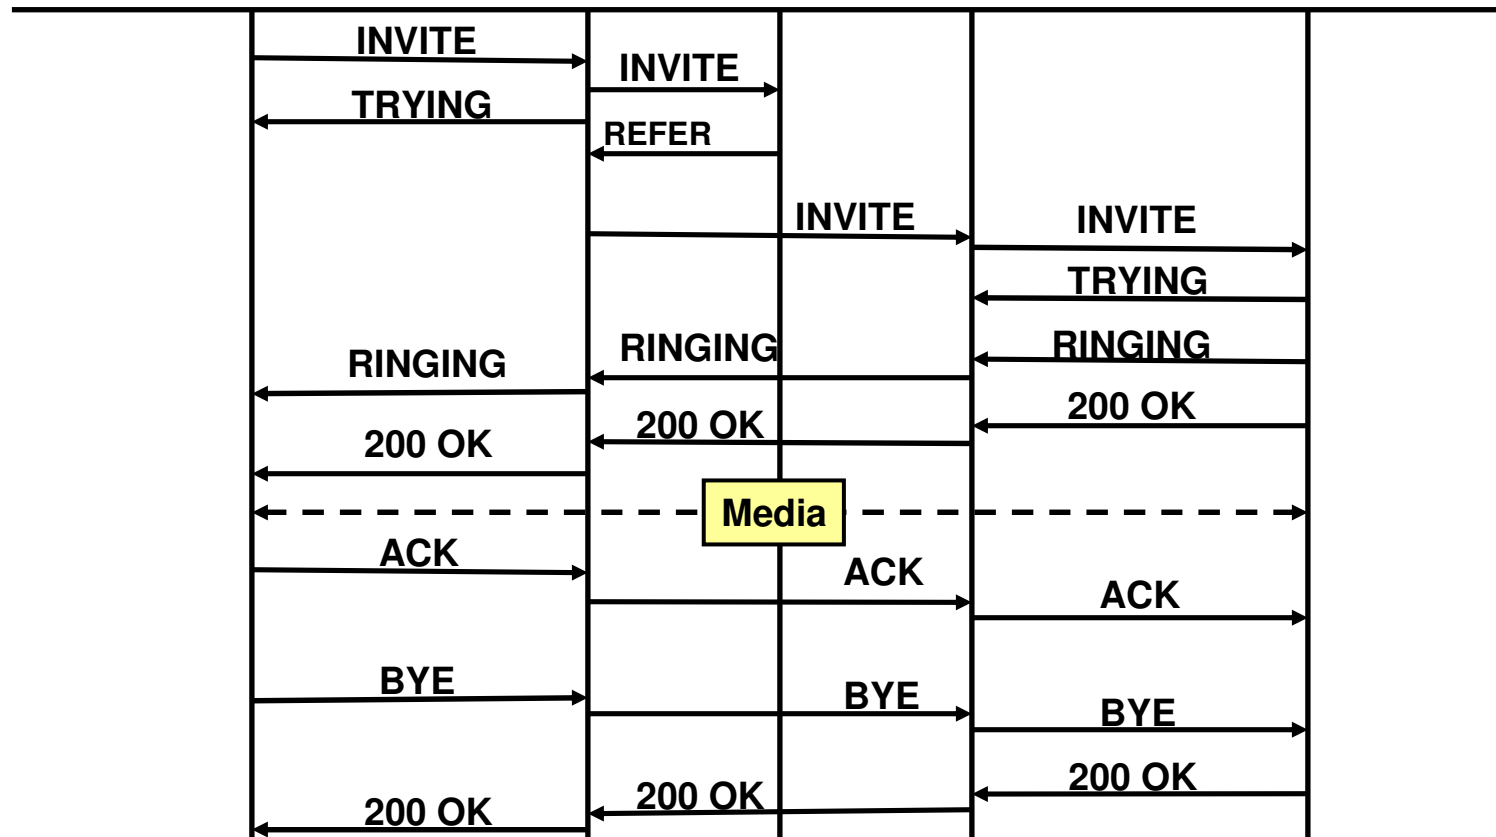 INVITE
INVITE
TRYING
REFER
INVITE
INVITE
TRYING
RINGING
RINGING
RINGING
200 OK
200 OK
200 OK
Media
ACK
ACK
ACK
BYE
BYE
BYE
200 OK
200 OK
200 OK